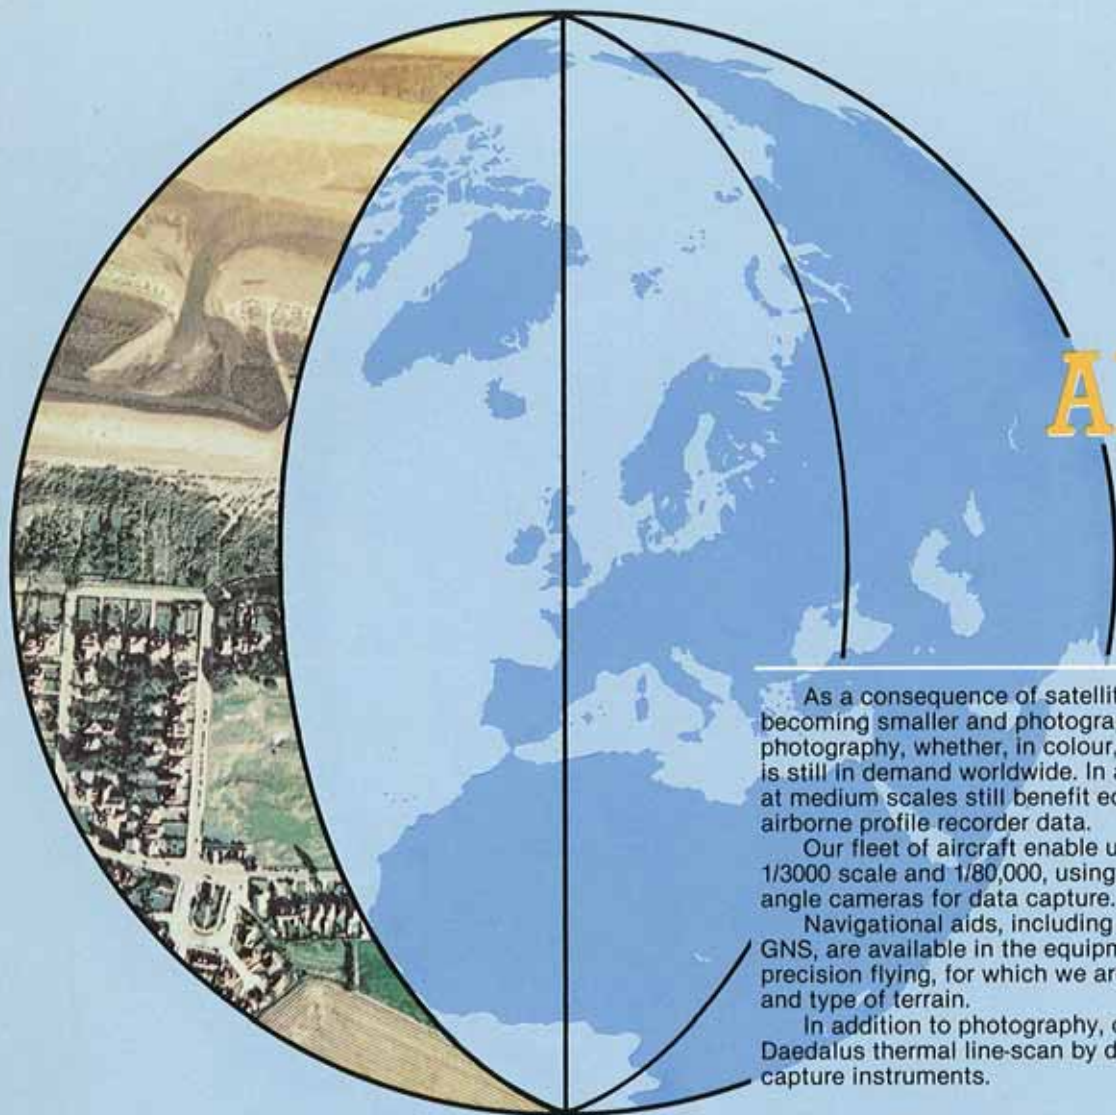 A
As a consequence of satellit
becoming smaller and photogra
photography, whether, in colour,
is still in demand worldwide. In a
at medium scales still benefit ec
airborne profile recorder data.
Our fleet of aircraft enable u
1/3000 scale and 1/80,000, using
angle cameras for data capture.
Navigational aids, including
GNS, are available in the equipm
precision flying, for which we ar
and type of terrain.
In addition to photography, o
Daedalus thermal line-scan by d
capture instruments.